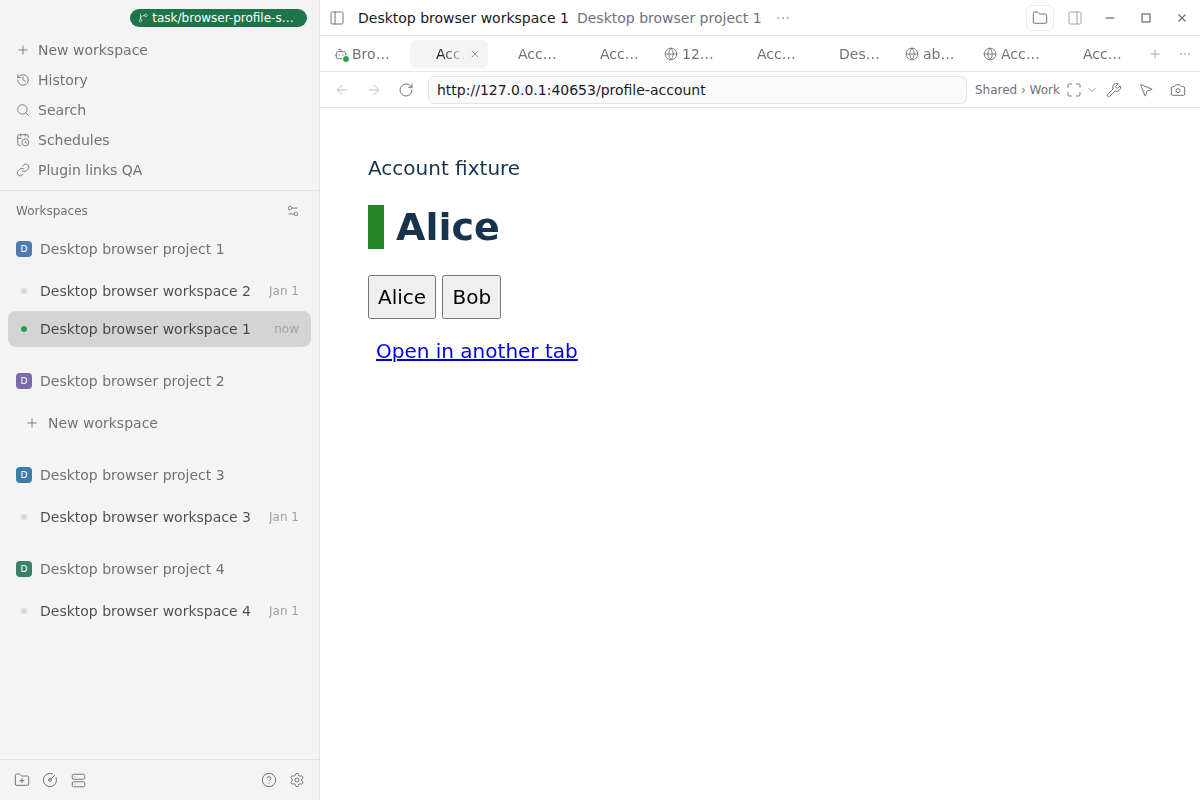 task/browser-profile-s...
New workspace
History
Search
Schedules
Plugin links QA
Workspaces
D Desktop browser project 1
Desktop browser workspace 2 Jan 1
Desktop browser workspace 1 now
D Desktop browser project 2
New workspace
D Desktop browser project 3
Desktop browser workspace 3 Jan 1
D Desktop browser project 4
Desktop browser workspace 4 Jan 1
Desktop browser workspace 1 Desktop browser project 1
Bro... Acc. Acc... Acc... 12... Acc... Des... ab... Acc... Acc...
http://127.0.0.1:40653/profile-account
Shared › Work
Account fixture
Alice
Alice Bob
Open in another tab